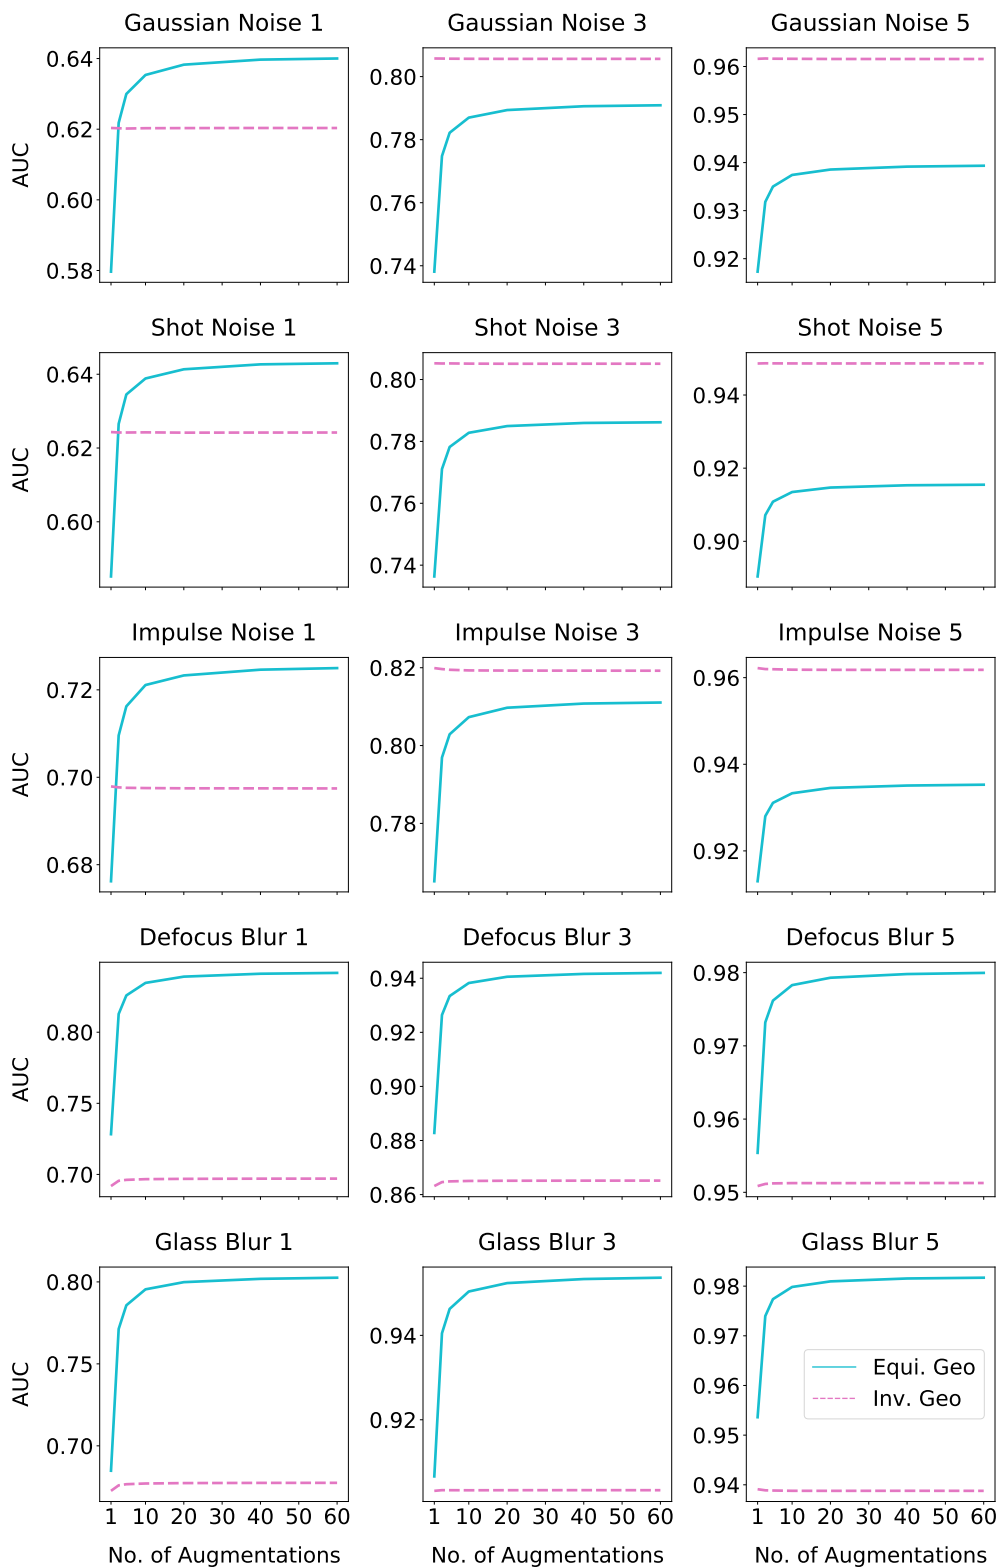 Gaussian Noise 1
Gaussian Noise 3
Gaussian Noise 5
AUC
0.64
0.62
0.60
0.58
0.80
0.78
0.76
0.74
0.96
0.95
0.94
0.93
0.92
Shot Noise 1
Shot Noise 3
Shot Noise 5
AUC
0.64
0.62
0.60
0.80
0.78
0.76
0.74
0.94
0.92
0.90
Impulse Noise 1
Impulse Noise 3
Impulse Noise 5
AUC
0.72
0.70
0.68
0.82
0.80
0.78
0.96
0.94
0.92
Defocus Blur 1
Defocus Blur 3
Defocus Blur 5
AUC
0.80
0.75
0.70
0.94
0.92
0.90
0.88
0.86
0.98
0.97
0.96
0.95
Glass Blur 1
Glass Blur 3
Glass Blur 5
AUC
0.80
0.75
0.70
0.94
0.92
0.98
0.97
0.96
0.95
0.94
Equi. Geo
Inv. Geo
1 10 20 30 40 50 60
1 10 20 30 40 50 60
1 10 20 30 40 50 60
No. of Augmentations
No. of Augmentations
No. of Augmentations